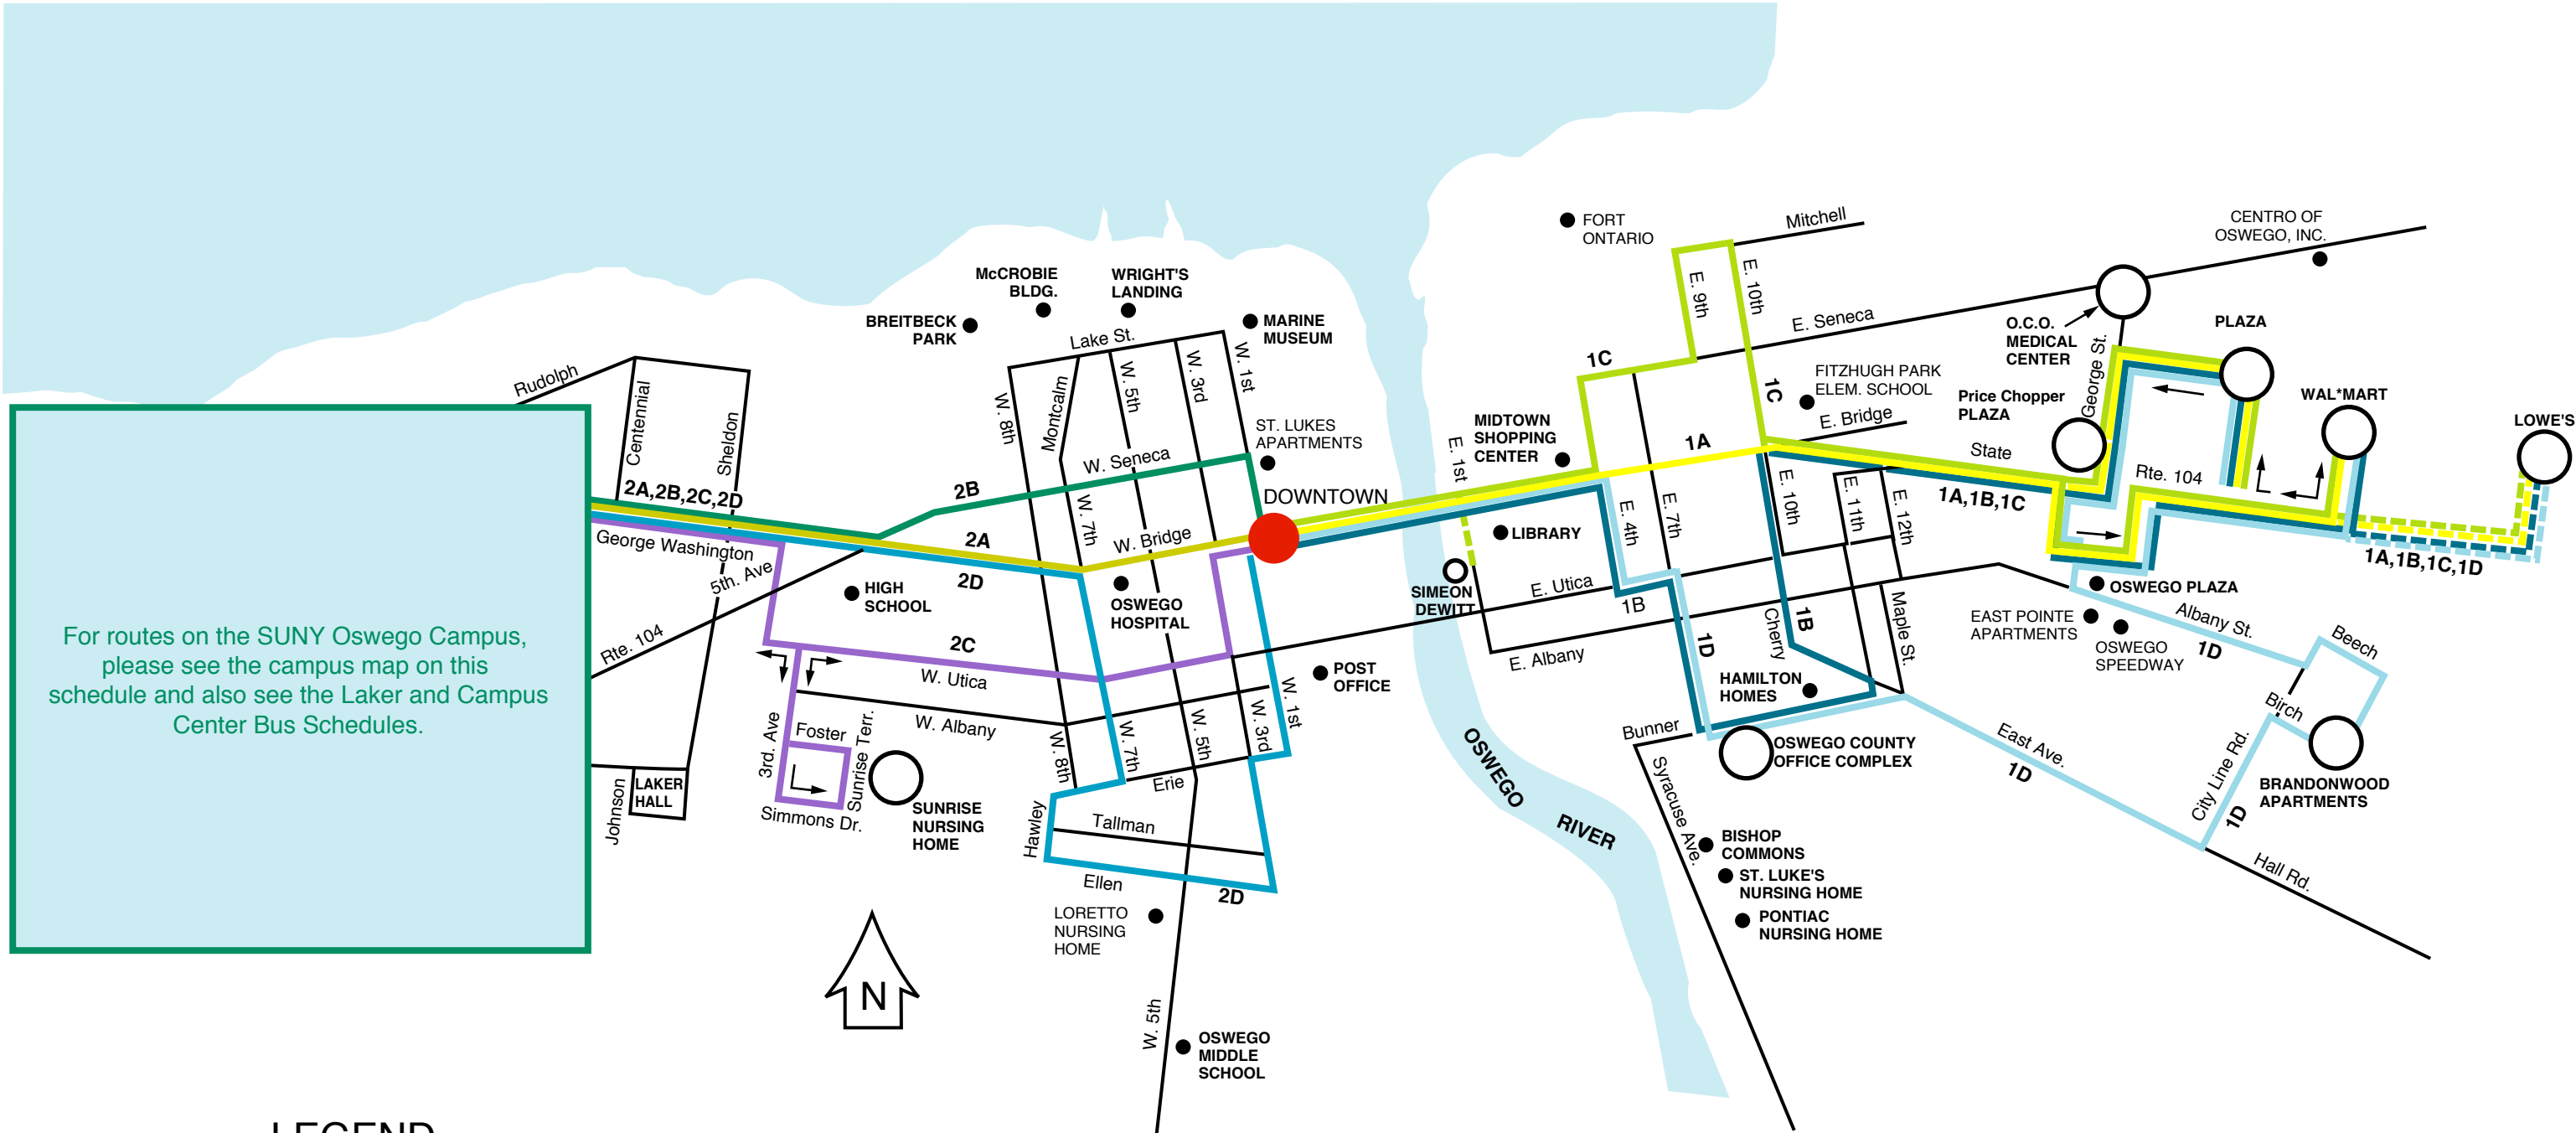 FORT
ONTARIO
Mitchell
CENTRO OF
OSWEGO, INC.
McCROBIE
BLDG.
WRIGHT'S
LANDING
BREITBECK
PARK
MARINE
MUSEUM
Lake St.
E. 9th
E. 10th
E. Seneca
O.C.O.
MEDICAL
CENTER
George St.
PLAZA
Rudolph
Centennial
Sheldon
W. 8th
Montcalm
W. 5th
W. 3rd
W. 1st
1C
1C
FITZHUGH PARK
ELEM. SCHOOL
E. Bridge
Price Chopper
PLAZA
WAL*MART
LOWE'S
ST. LUKES
APARTMENTS
MIDTOWN
SHOPPING
CENTER
E. 1st
1A
State
Rte. 104
W. Seneca
2B
2A,2B,2C,2D
DOWNTOWN
W. 7th
W. Bridge
2A
2D
George Washington
5th. Ave
Rte. 104
HIGH
SCHOOL
OSWEGO
HOSPITAL
LIBRARY
SIMEON
DEWITT
E. Utica
E. 4th
E. 7th
E. 10th
E. 11th
E. 12th
1A,1B,1C
1A,1B,1C,1D
1B
1B
1D
Cherry
Maple St.
E. Albany
OSWEGO PLAZA
EAST POINTE
APARTMENTS
OSWEGO
SPEEDWAY
Albany St.
1D
Beech
Birch
For routes on the SUNY Oswego Campus,
please see the campus map on this
schedule and also see the Laker and Campus
Center Bus Schedules.
2C
W. Utica
W. Albany
POST
OFFICE
HAMILTON
HOMES
Bunner
OSWEGO COUNTY
OFFICE COMPLEX
East Ave.
1D
City Line Rd.
1D
BRANDONWOOD
APARTMENTS
Hall Rd.
3rd. Ave
Foster
Sunrise Terr.
Simmons Dr.
SUNRISE
NURSING
HOME
Johnson
LAKER
HALL
W. 8th
W. 7th
W. 5th
W. 3rd
W. 1st
Erie
Hawley
Tallman
Ellen
2D
LORETTO
NURSING
HOME
OSWEGO
RIVER
Syracuse Ave.
BISHOP
COMMONS
ST. LUKE'S
NURSING HOME
PONTIAC
NURSING HOME
N
W. 5th
OSWEGO
MIDDLE
SCHOOL
LEGEND